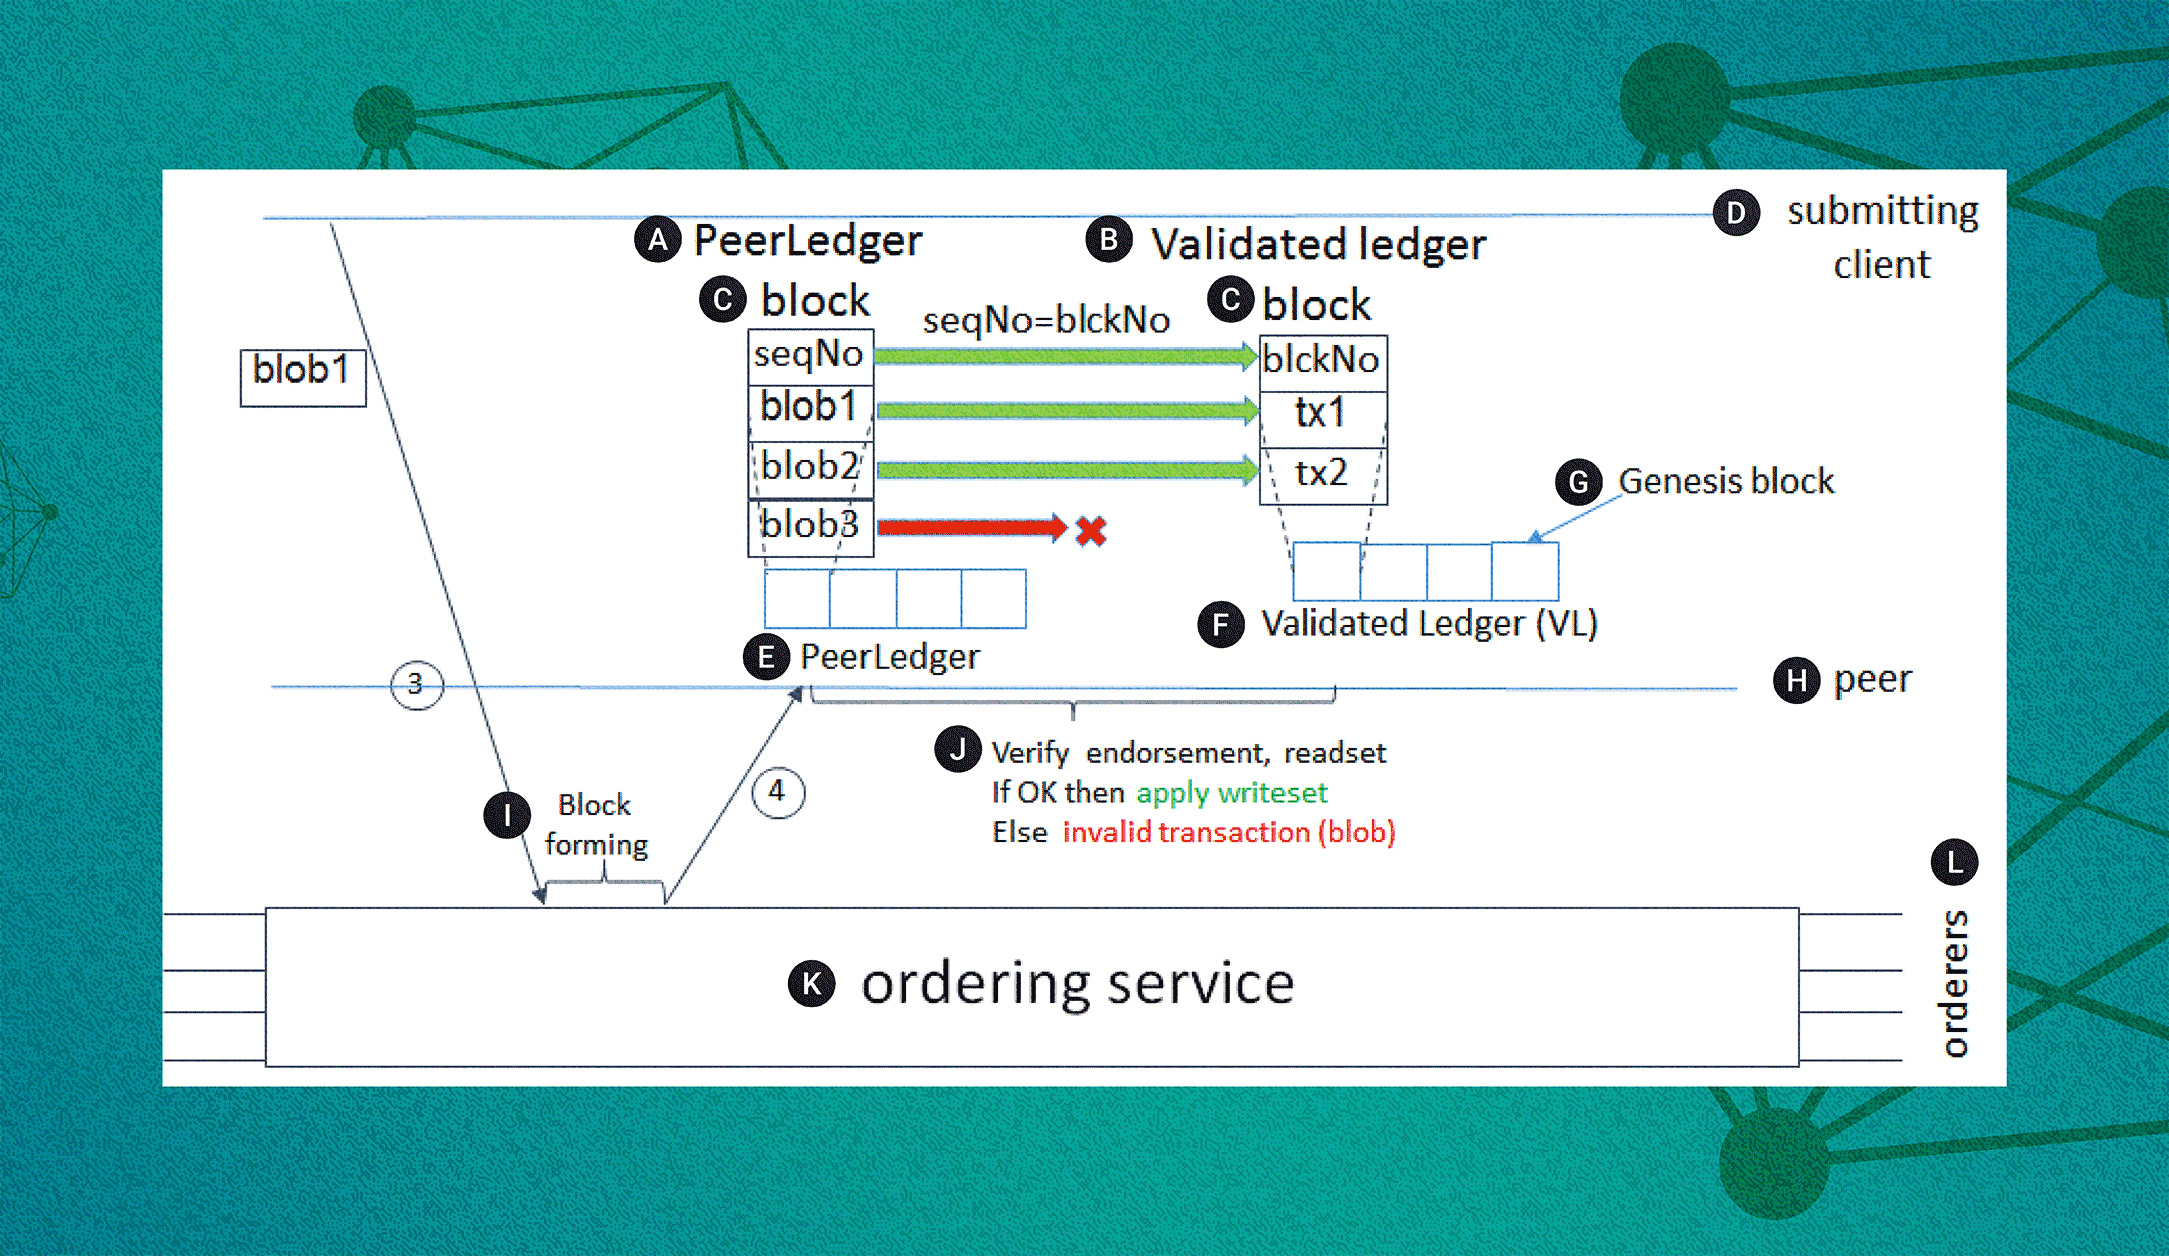 D submitting
client
A PeerLedger
B Validated ledger
C block
C block
seqNo=blckNo
seqNo
blob1
blob2
blob3
blckNo
tx1
tx2
blob1
G Genesis block
F Validated Ledger (VL)
E PeerLedger
3
H peer
4
J Verify endorsement, readset
If OK then apply writeset
Else invalid transaction (blob)
I Block
forming
L
orderers
K ordering service